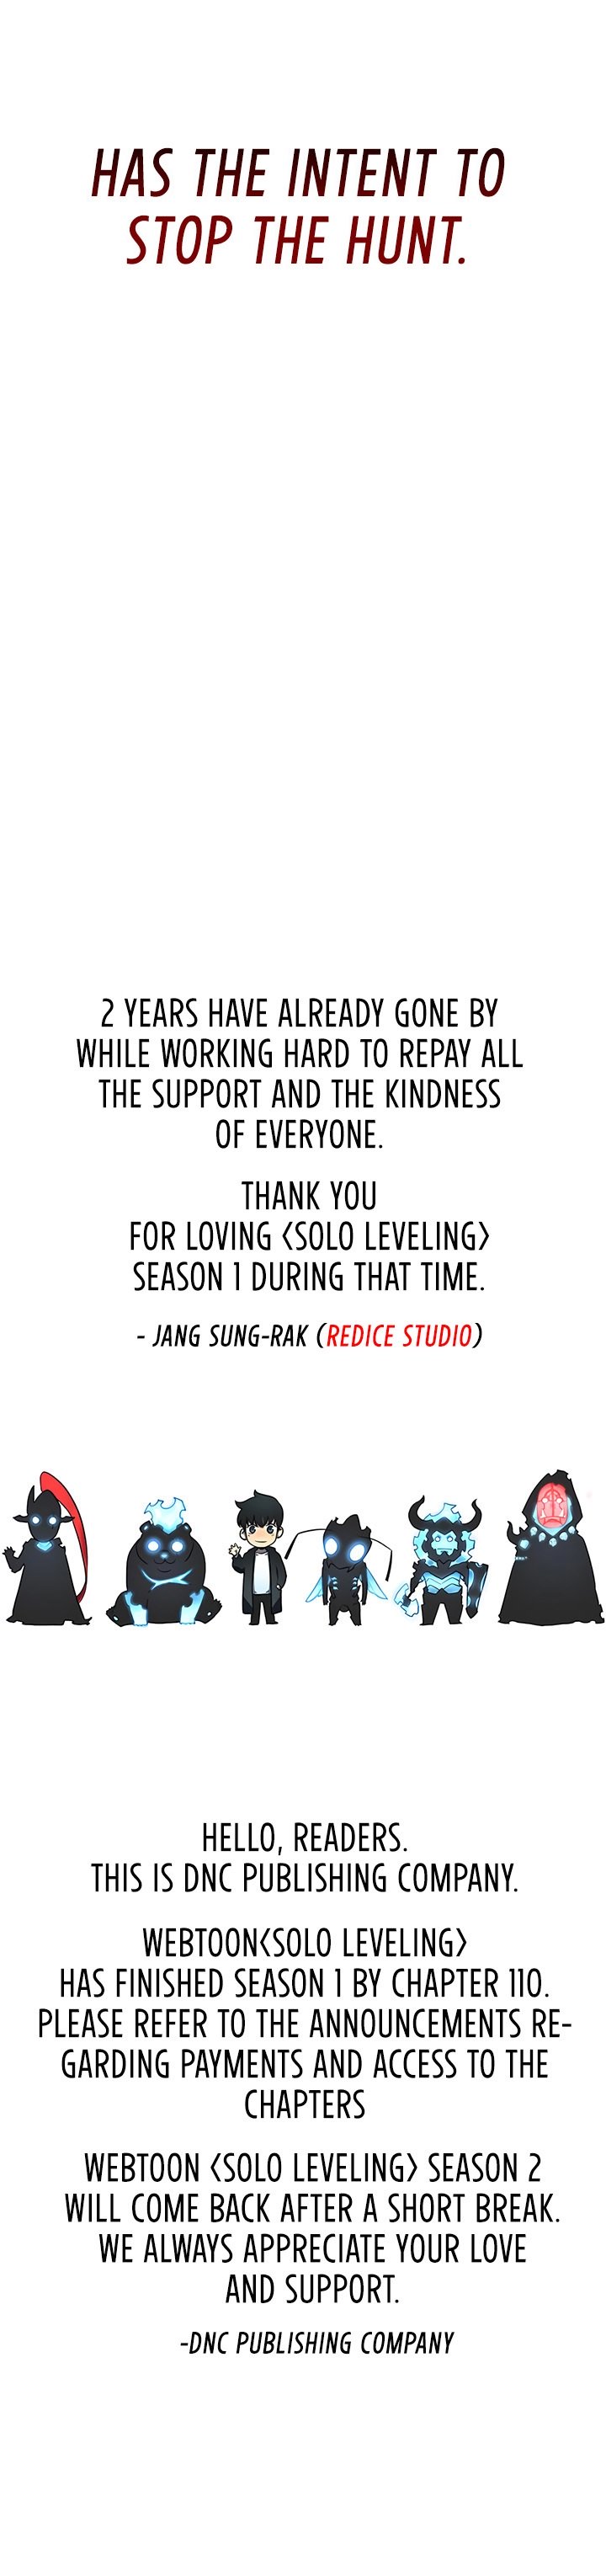 HAS THE INTENT TO
STOP THE HUNT.
2 YEARS HAVE ALREADY GONE BY
WHILE WORKING HARD TO REPAY ALL
THE SUPPORT AND THE KINDNESS
OF EVERYONE.
THANK YOU
FOR LOVING <SOLO LEVELING>
SEASON 1 DURING THAT TIME.
- JANG SUNG-RAK (REDICE STUDIO)
HELLO, READERS.
THIS IS DNC PUBLISHING COMPANY.
WEBTOON<SOLO LEVELING>
HAS FINISHED SEASON 1 BY CHAPTER 110.
PLEASE REFER TO THE ANNOUNCEMENTS RE-
GARDING PAYMENTS AND ACCESS TO THE
CHAPTERS
WEBTOON <SOLO LEVELING> SEASON 2
WILL COME BACK AFTER A SHORT BREAK.
WE ALWAYS APPRECIATE YOUR LOVE
AND SUPPORT.
-DNC PUBLISHING COMPANY